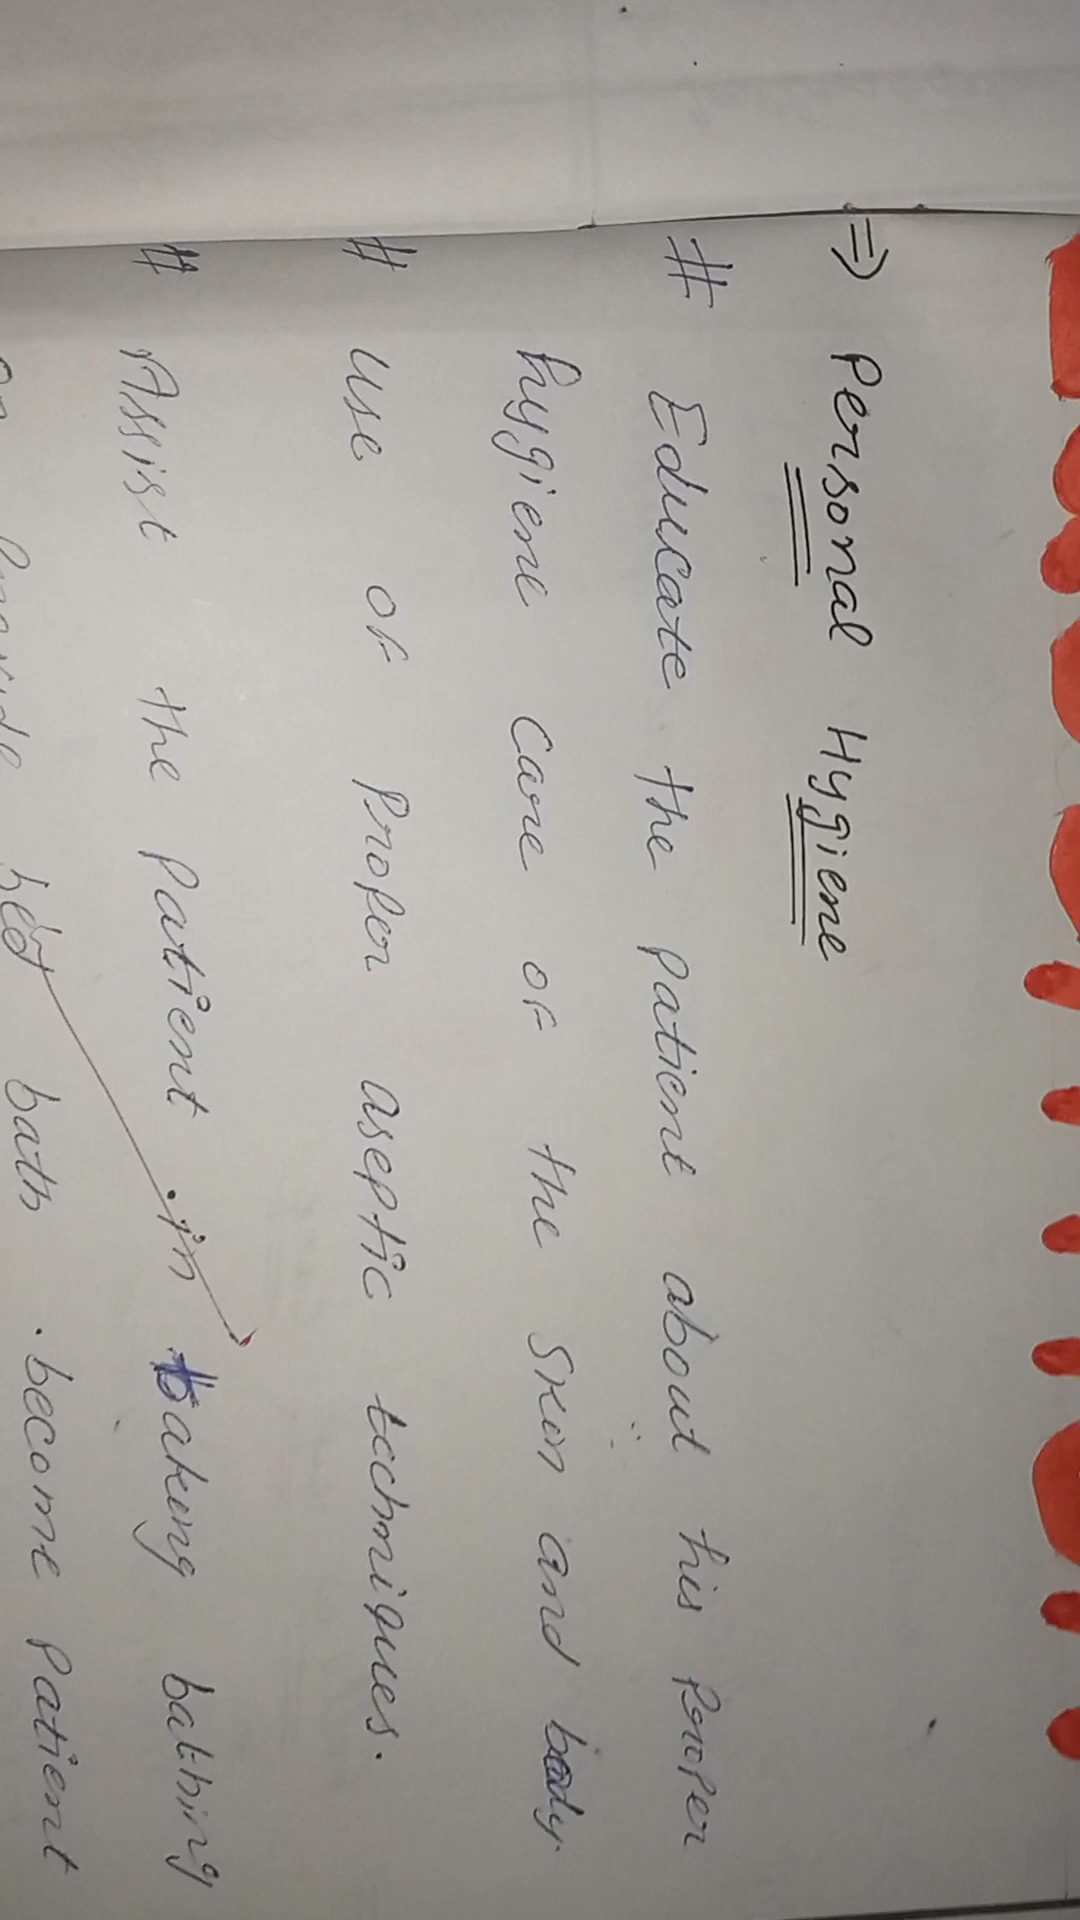 ⇒ Personal Hygiene
# Educate the patient about his proper
hygiene care of the skin and body
# use of proper aseptic techniques.
# Assist the patient in taking bathing
bed bath become patient